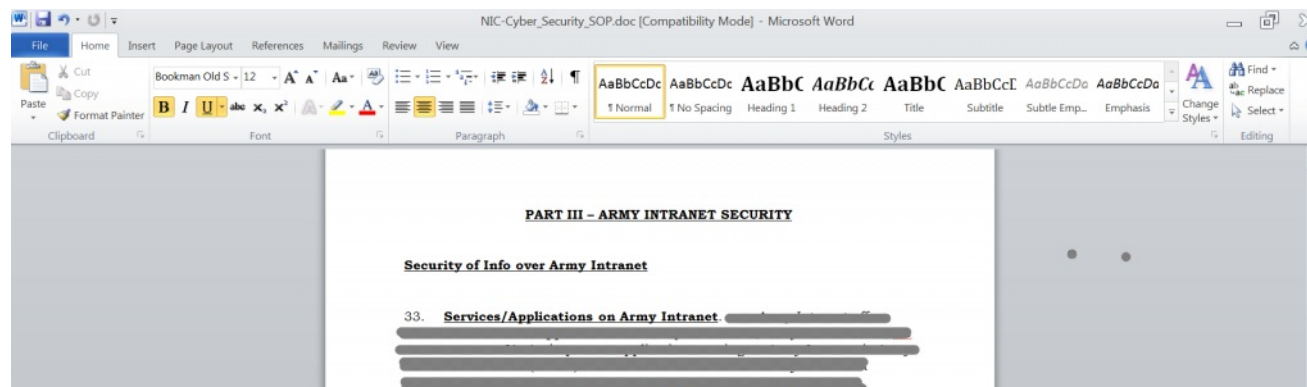 NIC-Cyber_Security_SOP.doc [Compatibility Mode] - Microsoft Word
File Home Insert Page Layout References Mailings Review View
Paste
Cut
Copy
Format Painter
Clipboard
Bookman Old S 12
B I U abe x₂ x²
Font
Paragraph
AaBbCcDc AaBbCcDc AaBbC AaBbCc AaBbC AaBbCcD AaBbCcDa AaBbCcDa
¶ Normal ¶ No Spacing Heading 1 Heading 2 Title Subtitle Subtle Emp... Emphasis
Styles
Change Styles
Find
Replace
Select
Editing
PART III – ARMY INTRANET SECURITY
Security of Info over Army Intranet
33. Services/Applications on Army Intranet.